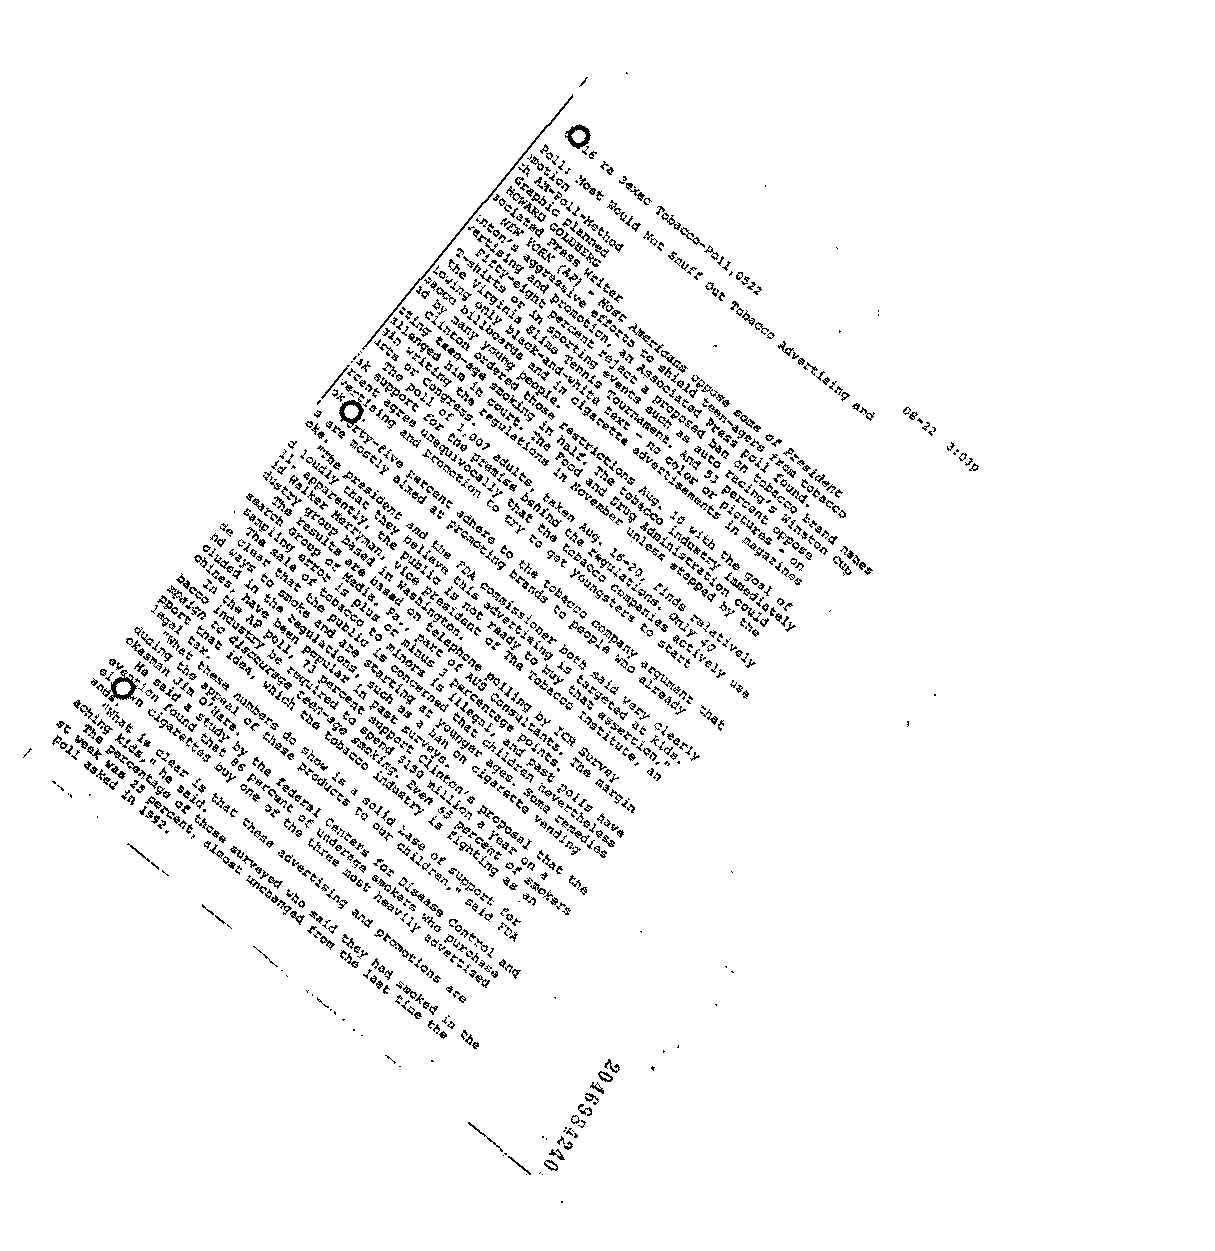 16 ra 3exmc Tobacco-Poll,0522 08-22 3:03p
Poll: Most Would Not Snuff Out Tobacco Advertising and
motion
th AM-Poll-Method
Graphic planned
HOWARD GOLDBERG
sociated Press Writer
NEW YORK (AP) - Most Americans oppose some of President
inton's aggressive efforts to shield teen-agers from tobacco
vertising and promotion, an Associated Press poll found.
Fifty-eight percent reject a proposed ban on tobacco brand names
T-shirts or in sporting events such as auto racing's Winston Cup
the Virginia Slims Tennis Tournament. And 53 percent oppose
lowing only black-and-white text - no color or pictures - on
bacco billboards and in cigarette advertisements in magazines
ad by many young people.
Clinton ordered those restrictions Aug. 10 with the goal of
tting teen-age smoking in half. The tobacco industry immediately
allenged him in court. The Food and Drug Administration could
gin writing the regulations in November unless stopped by the
urts or Congress.
The poll of 1,007 adults, taken Aug. 16-20, finds relatively
ak support for the premise behind the regulations. Only 40
rcent agree unequivocally that the tobacco companies actively use
vertising and promotion to try to get youngsters to start
oking.
Forty-five percent adhere to the tobacco company argument that
s are mostly aimed at promoting brands to people who already
oke.
"The president and the FDA commissioner both said very clearly
d loudly that they believe this advertising is targeted at kids.
ll, apparently, the public is not ready to buy that assertion,"
id Walker Merryman, vice president of The Tobacco Institute, an
dustry group based in Washington.
The results are based on telephone polling by ICR Survey
search Group of Media, Pa., part of AUS Consultants. The margin
sampling error is plus or minus 3 percentage points.
The sale of tobacco to minors is illegal, and past polls have
de clear that the public is concerned that children nevertheless
nd ways to smoke and are starting at younger ages. Some remedies
cluded in the regulations, such as a ban on cigarette vending
chines, have been popular in past surveys.
In the AP poll, 73 percent support Clinton's proposal that the
bacco industry be required to spend $150 million a year on a
mpaign to discourage teen-age smoking. Even 65 percent of smokers
pport that idea, which the tobacco industry is fighting as an
legal tax.
"What these numbers do show is a solid base of support for
ducing the appeal of these products to our children," said FDA
okesman Jim O'Hara.
He said a study by the federal Centers for Disease Control and
evention found that 86 percent of underage smokers who purchase
eir own cigarettes buy one of the three most heavily advertised
ands.
"What is clear is that these advertising and promotions are
aching kids," he said.
The percentage of those surveyed who said they had smoked in the
st week was 25 percent, almost unchanged from the last time the
Poll asked in 1992.
2046984240